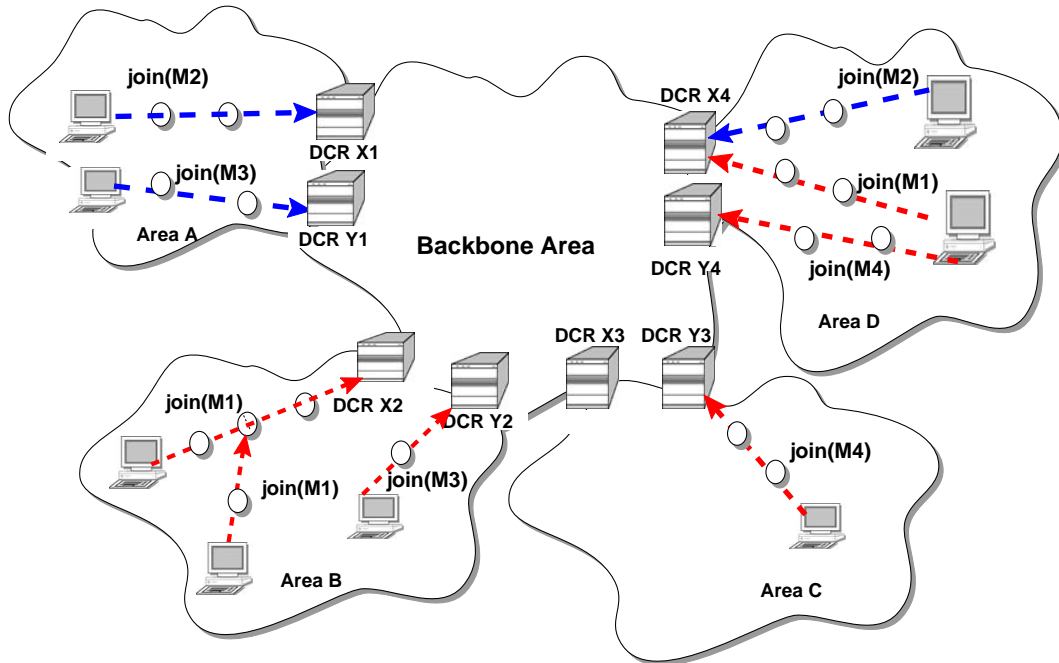 join(M2)
DCR X1
join(M3)
DCR Y1
Area A
Backbone Area
DCR X4
join(M2)
join(M1)
DCR Y4
join(M4)
Area D
DCR X2
join(M1)
DCR Y2
join(M1)
join(M3)
Area B
DCR X3
DCR Y3
join(M4)
Area C